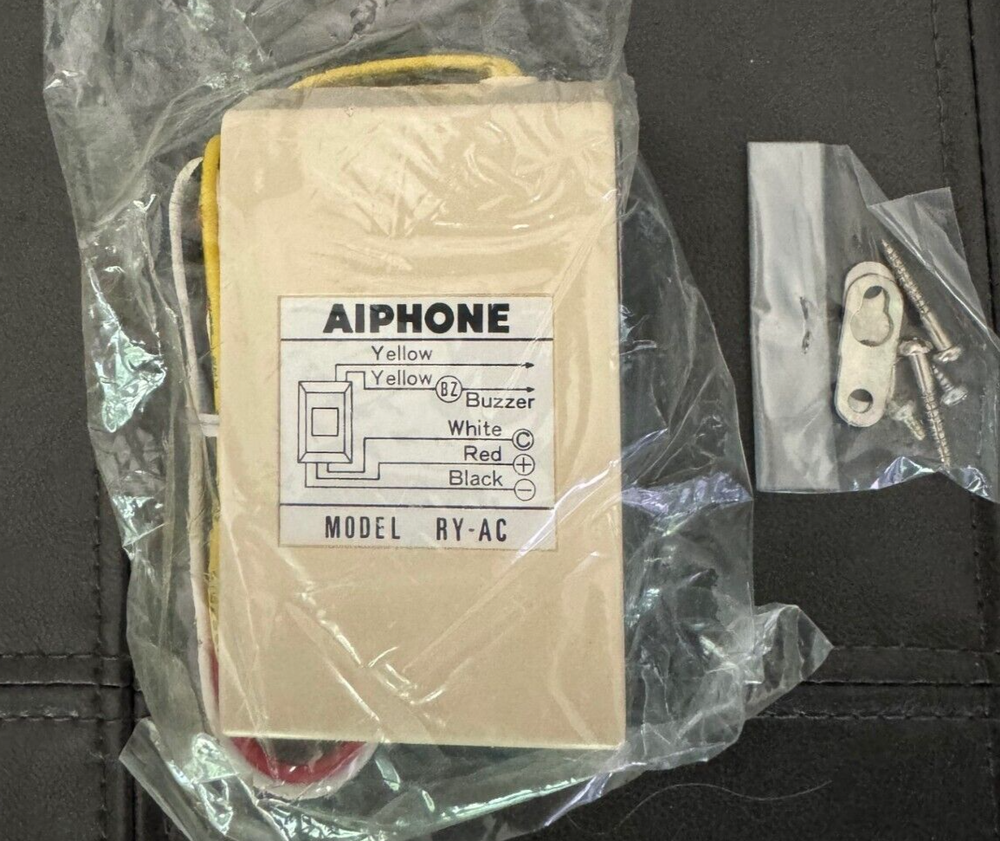 AIPHONE
Yellow
Yellow BZ
Buzzer
White C
Red +
Black −
MODEL RY-AC